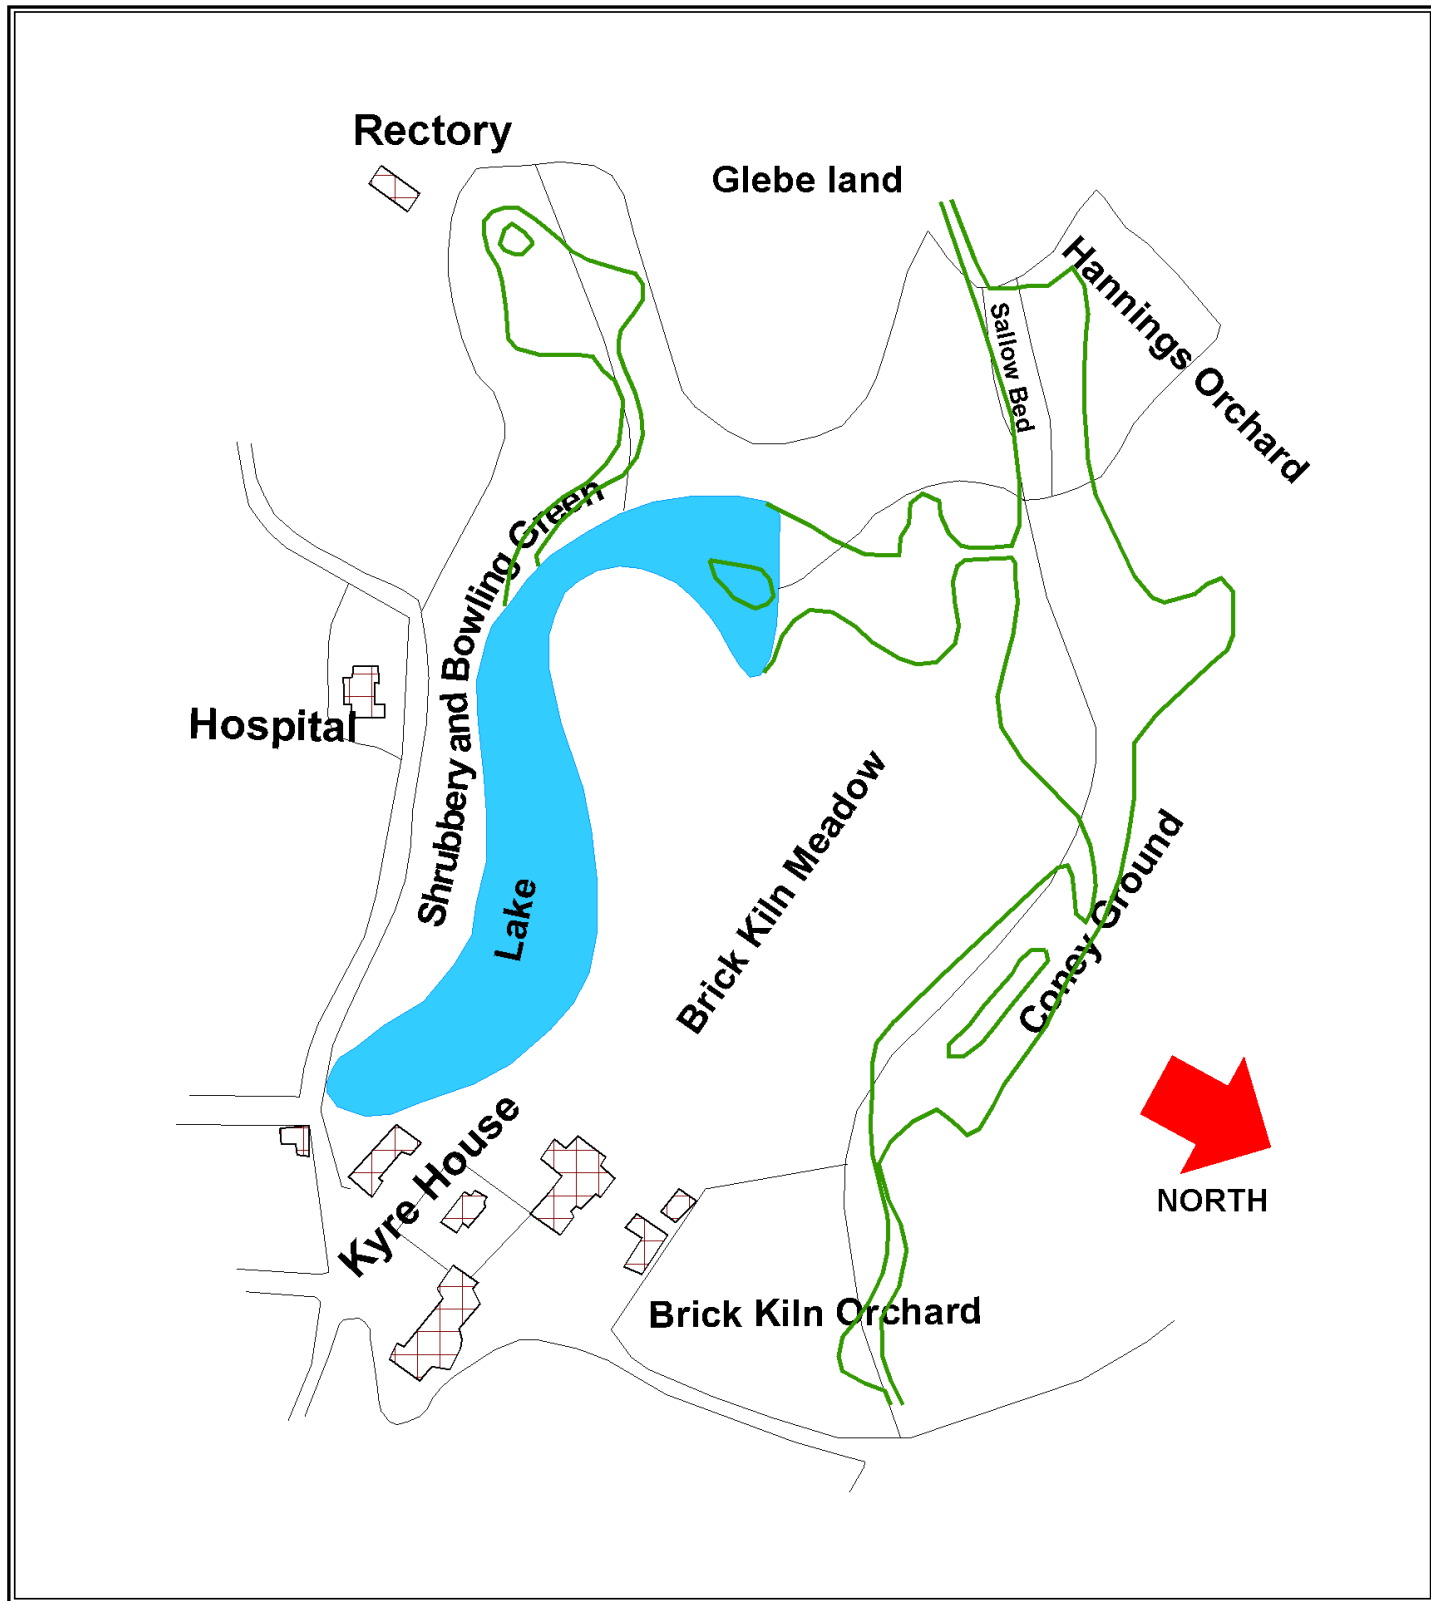 Rectory
Glebe land
Hannings Orchard
Sallow Bed
Shrubbery and Bowling Green
Hospital
Brick Kiln Meadow
Coney Ground
Lake
Kyre House
NORTH
Brick Kiln Orchard